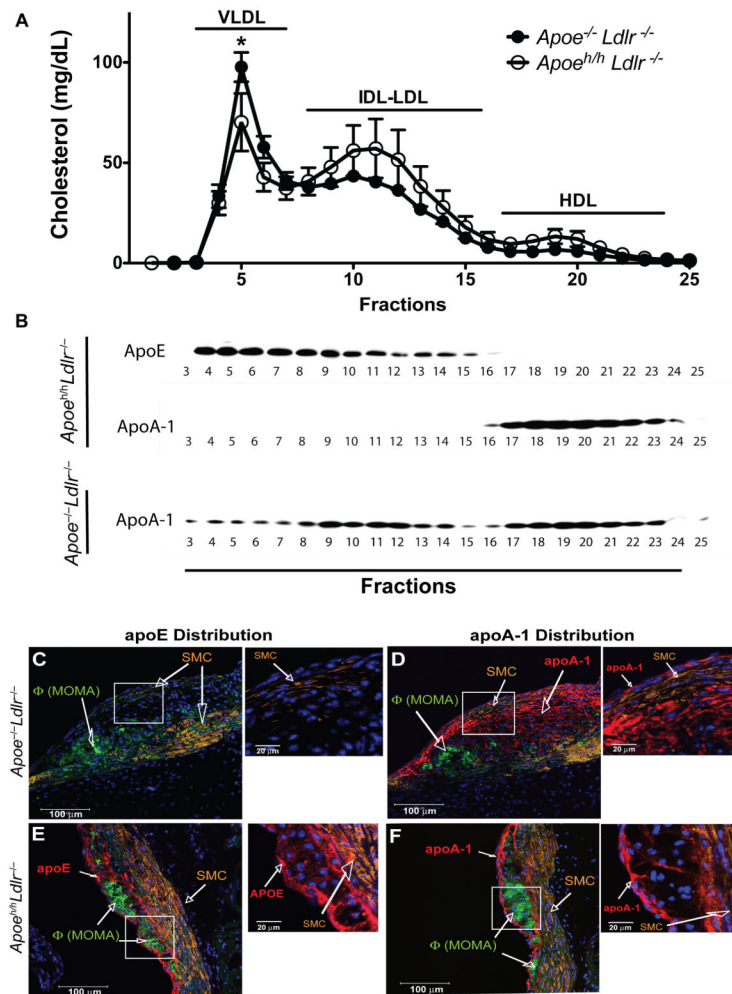 A
VLDL
*
Apoe-/- Ldlr -/-
Apoeh/h Ldlr -/-
IDL-LDL
HDL
Cholesterol (mg/dL)
100
50
0
5
10
15
20
25
Fractions
B
Apoeh/hLdlr-/-
ApoE
3 4 5 6 7 8 9 10 11 12 13 14 15 16 17 18 19 20 21 22 23 24 25
ApoA-1
3 4 5 6 7 8 9 10 11 12 13 14 15 16 17 18 19 20 21 22 23 24 25
Apoe-/-Ldlr-/-
ApoA-1
3 4 5 6 7 8 9 10 11 12 13 14 15 16 17 18 19 20 21 22 23 24 25
Fractions
apoE Distribution
apoA-1 Distribution
Apoe-/-Ldlr-/-
C
SMC
Φ (MOMA)
100 µm
SMC
20 µm
D
SMC
apoA-1
Φ (MOMA)
100 µm
apoA-1
SMC
20 µm
Apoeh/hLdlr-/-
E
apoE
SMC
Φ (MOMA)
100 µm
APOE
SMC
20 µm
F
apoA-1
SMC
Φ (MOMA)
100 µm
apoA-1
SMC
20 µm